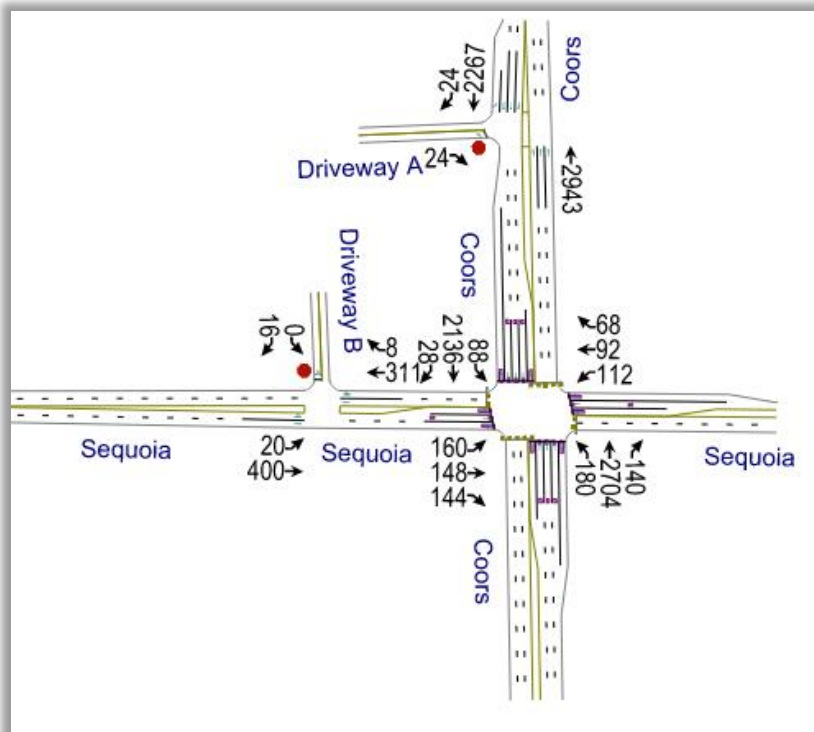 Coors
24
2267
Driveway A
24
2943
Driveway B
Coors
16
0
8
311
28
2136
88
68
92
112
Sequoia
20
400
Sequoia
160
148
144
180
2704
140
Sequoia
Coors